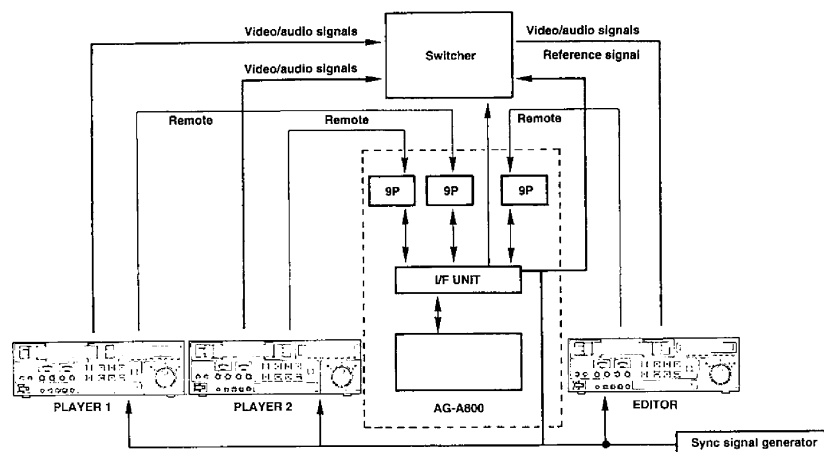 Video/audio signals
Video/audio signals
Switcher
Video/audio signals
Reference signal
Remote
Remote
Remote
9P
9P
9P
I/F UNIT
PLAYER 1
PLAYER 2
AG-A800
EDITOR
Sync signal generator